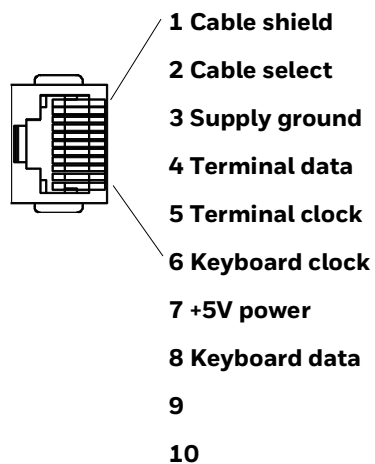 1 Cable shield
2 Cable select
3 Supply ground
4 Terminal data
5 Terminal clock
6 Keyboard clock
7 +5V power
8 Keyboard data
9
10